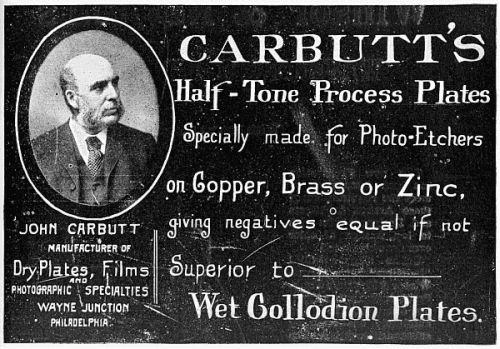 CARBUTT'S
Half-Tone Process Plates
Specially made for Photo-Etchers
on Copper, Brass or Zinc,
giving negatives equal if not
Superior to
Wet Collodion Plates.
JOHN CARBUTT
MANUFACTURER OF
Dry Plates, Films
AND
PHOTOGRAPHIC SPECIALTIES
WAYNE JUNCTION
PHILADELPHIA.